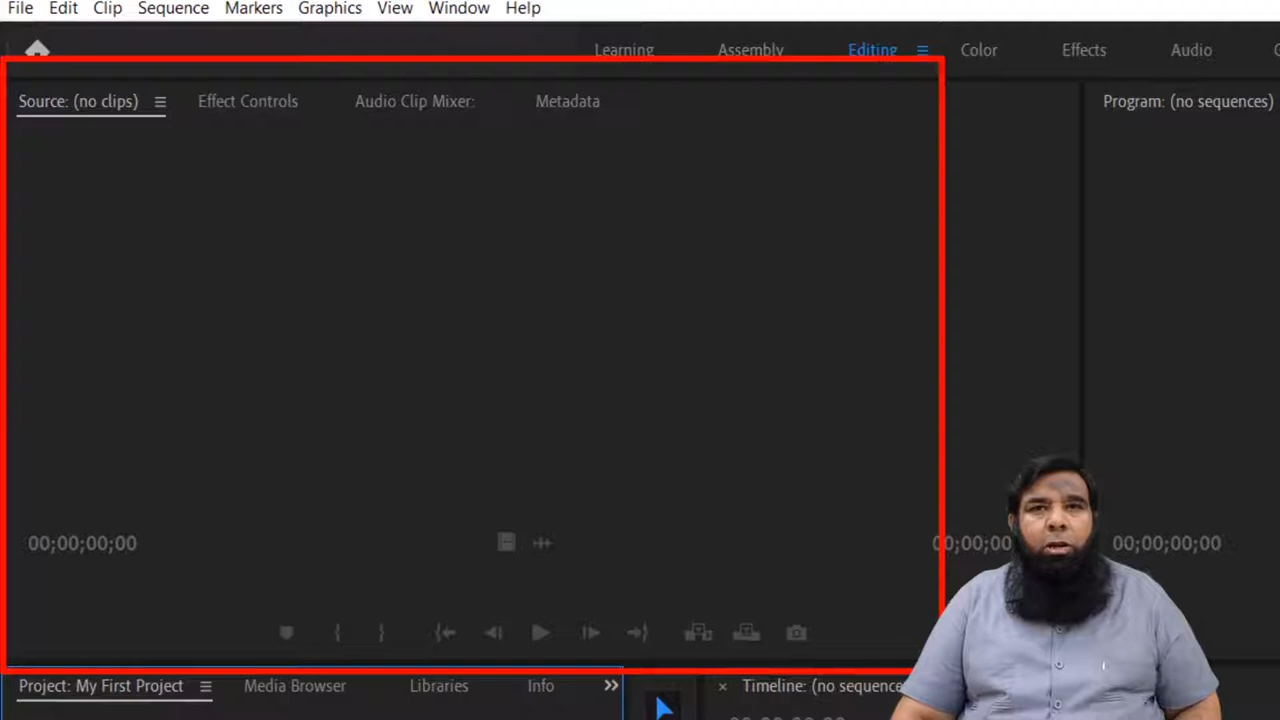 File Edit Clip Sequence Markers Graphics View Window Help
Learning Assembly Editing Color Effects Audio
Source: (no clips) Effect Controls Audio Clip Mixer: Metadata Program: (no sequences)
00;00;00;00 00;00;00 00;00;00;00
Project: My First Project Media Browser Libraries Info Timeline: (no sequence